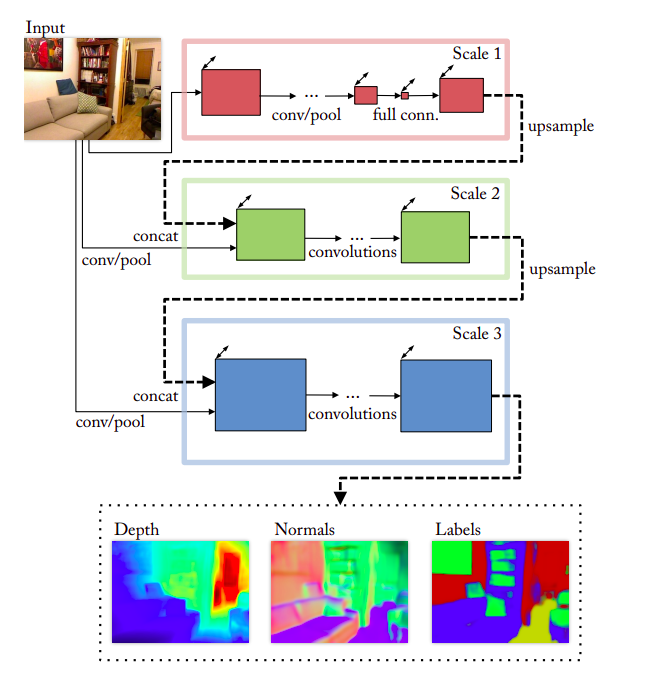 Input
Scale 1
...
conv/pool
full conn.
upsample
Scale 2
concat
...
convolutions
conv/pool
upsample
Scale 3
concat
...
convolutions
conv/pool
Depth
Normals
Labels